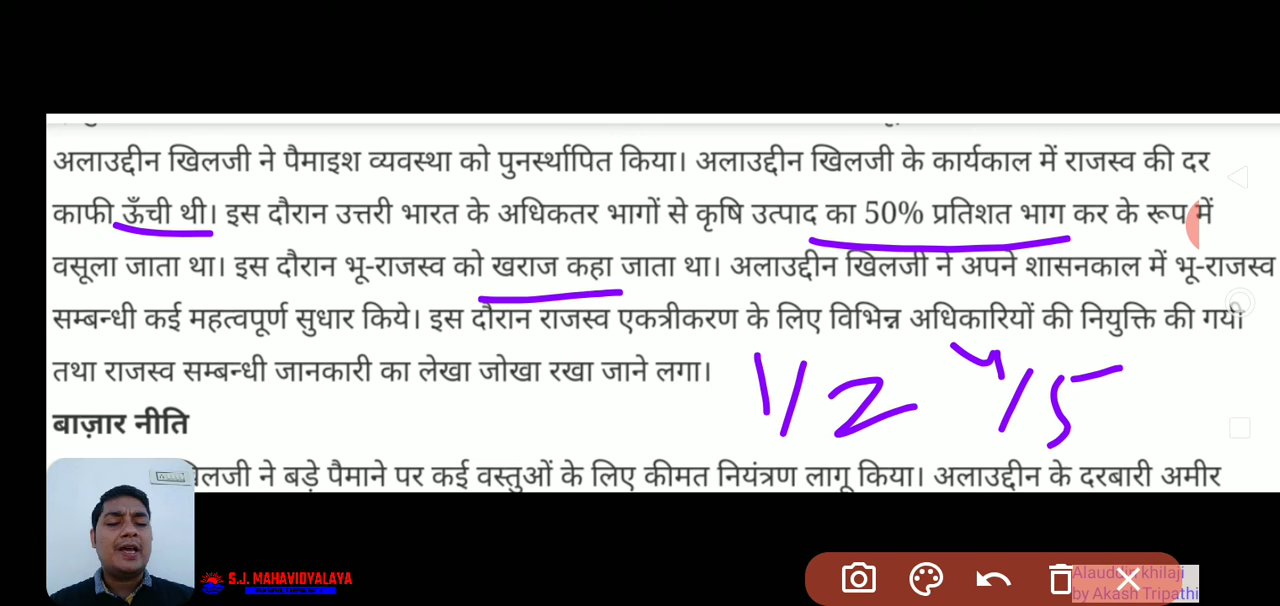 अलाउद्दीन खिलजी ने पैमाइश व्यवस्था को पुनर्स्थापित किया। अलाउद्दीन खिलजी के कार्यकाल में राजस्व की दर
काफी ऊँची थी। इस दौरान उत्तरी भारत के अधिकतर भागों से कृषि उत्पाद का 50% प्रतिशत भाग कर के रूप में
वसूला जाता था। इस दौरान भू-राजस्व को खराज कहा जाता था। अलाउद्दीन खिलजी ने अपने शासनकाल में भू-राजस्व
सम्बन्धी कई महत्वपूर्ण सुधार किये। इस दौरान राजस्व एकत्रीकरण के लिए विभिन्न अधिकारियों की नियुक्ति की गयी
तथा राजस्व सम्बन्धी जानकारी का लेखा जोखा रखा जाने लगा।
1/2 4/5
बाज़ार नीति
ने बड़े पैमाने पर कई वस्तुओं के लिए कीमत नियंत्रण लागू किया। अलाउद्दीन के दरबारी अमीर
S.J. MAHAVIDYALAYA
Alauddin khilaji
by Akash Tripathi